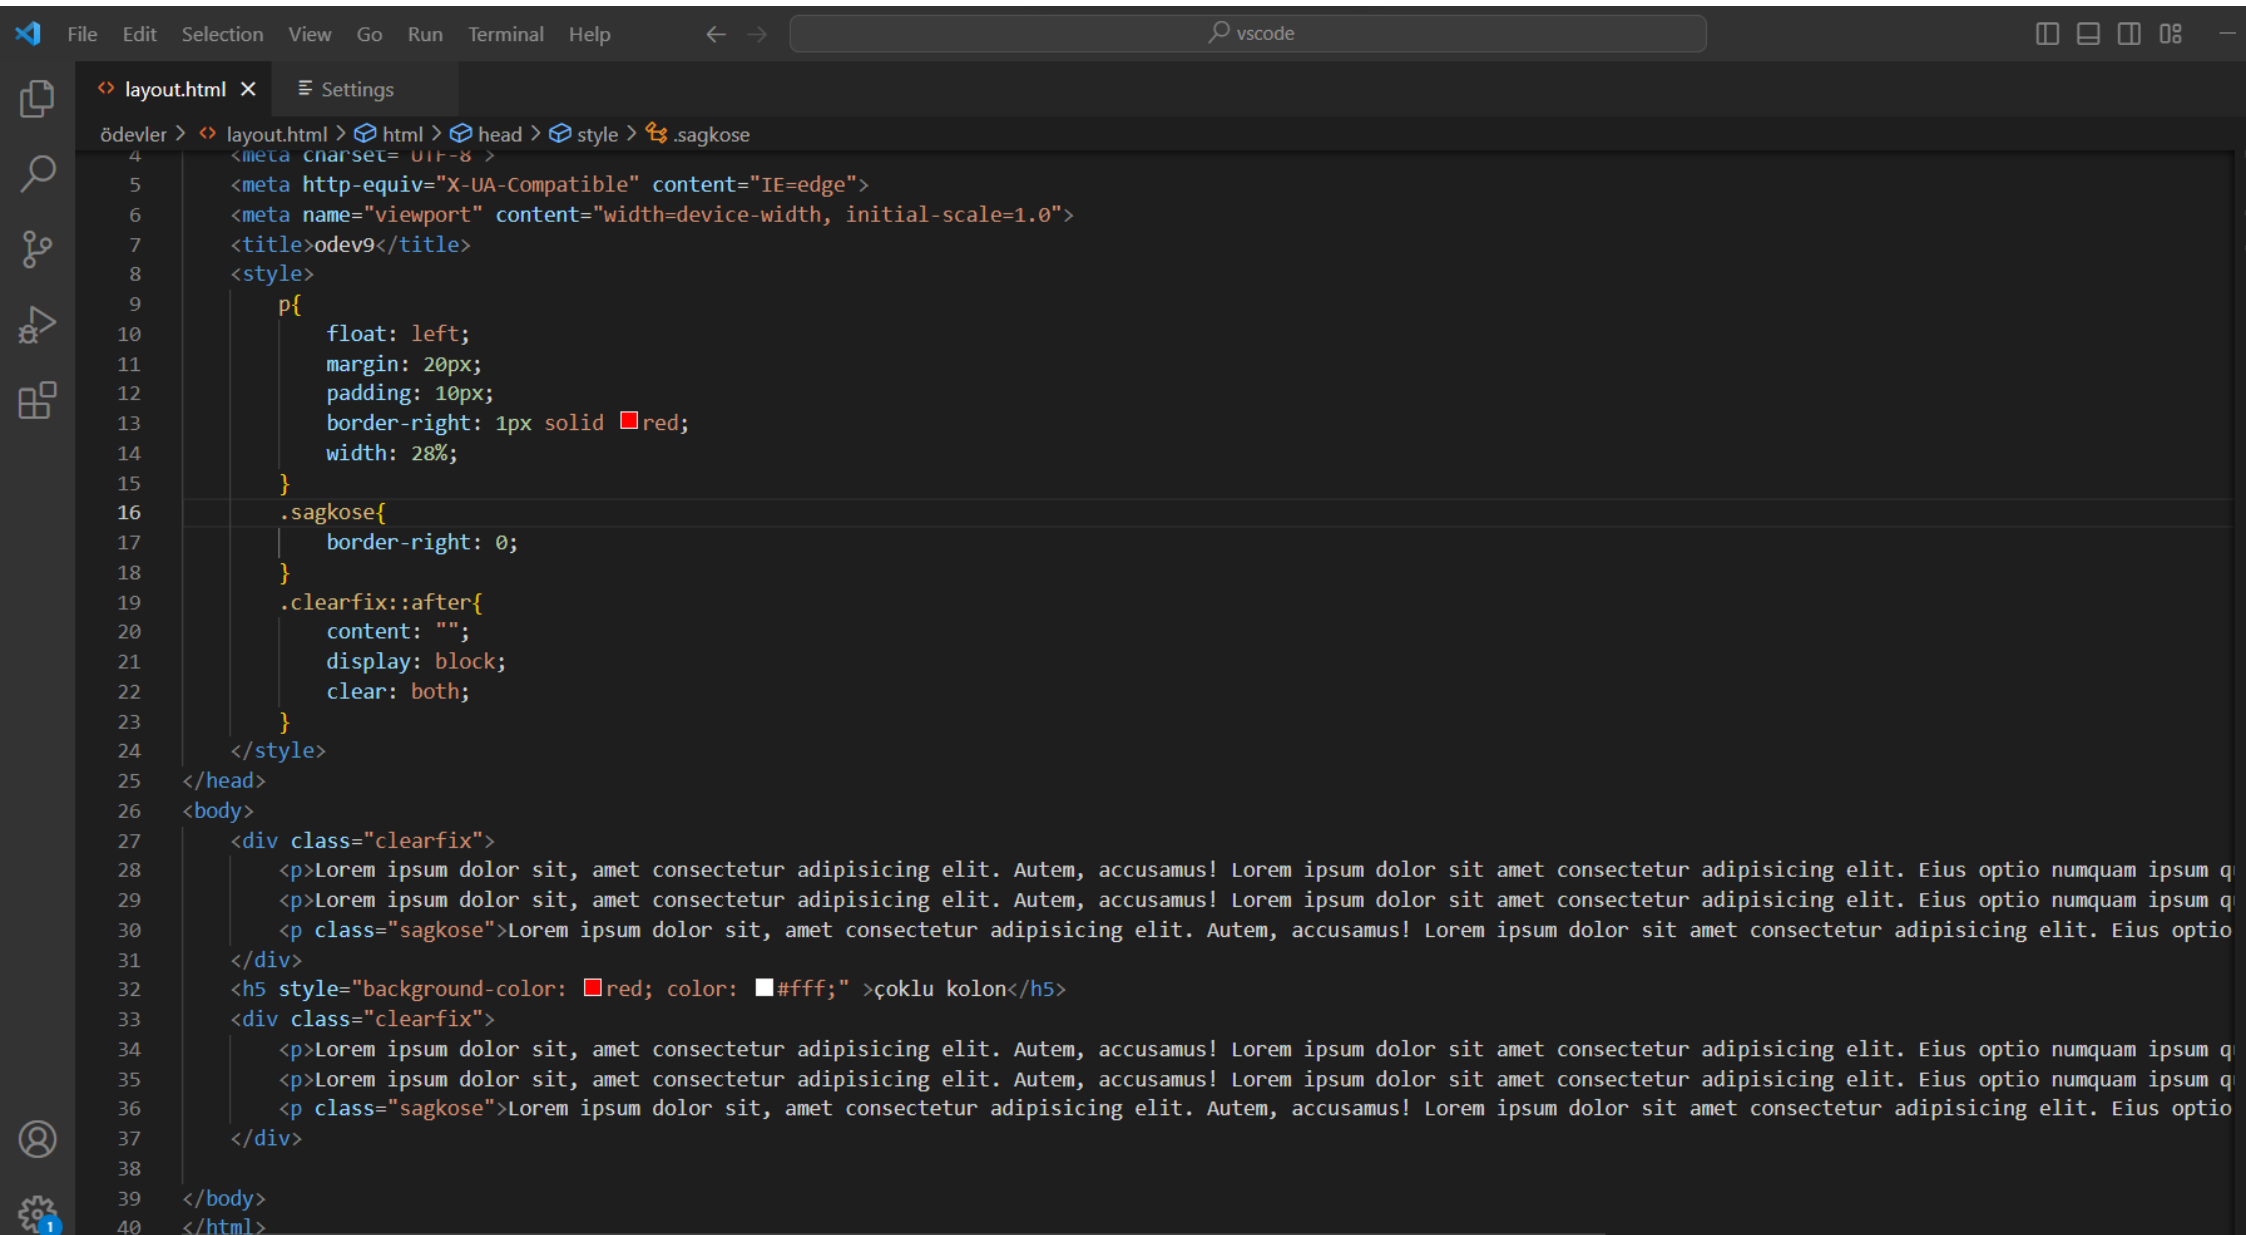 File Edit Selection View Go Run Terminal Help vscode
layout.html Settings
ödevler > layout.html > html > head > style > .sagkose
4 <meta charset="UTF-8">
5 <meta http-equiv="X-UA-Compatible" content="IE=edge">
6 <meta name="viewport" content="width=device-width, initial-scale=1.0">
7 <title>odev9</title>
8 <style>
9 p{
10 float: left;
11 margin: 20px;
12 padding: 10px;
13 border-right: 1px solid red;
14 width: 28%;
15 }
16 .sagkose{
17 border-right: 0;
18 }
19 .clearfix::after{
20 content: "";
21 display: block;
22 clear: both;
23 }
24 </style>
25 </head>
26 <body>
27 <div class="clearfix">
28 <p>Lorem ipsum dolor sit, amet consectetur adipisicing elit. Autem, accusamus! Lorem ipsum dolor sit amet consectetur adipisicing elit. Eius optio numquam ipsum q
29 <p>Lorem ipsum dolor sit, amet consectetur adipisicing elit. Autem, accusamus! Lorem ipsum dolor sit amet consectetur adipisicing elit. Eius optio numquam ipsum q
30 <p class="sagkose">Lorem ipsum dolor sit, amet consectetur adipisicing elit. Autem, accusamus! Lorem ipsum dolor sit amet consectetur adipisicing elit. Eius optio
31 </div>
32 <h5 style="background-color: red; color: #fff;" >çoklu kolon</h5>
33 <div class="clearfix">
34 <p>Lorem ipsum dolor sit, amet consectetur adipisicing elit. Autem, accusamus! Lorem ipsum dolor sit amet consectetur adipisicing elit. Eius optio numquam ipsum q
35 <p>Lorem ipsum dolor sit, amet consectetur adipisicing elit. Autem, accusamus! Lorem ipsum dolor sit amet consectetur adipisicing elit. Eius optio numquam ipsum q
36 <p class="sagkose">Lorem ipsum dolor sit, amet consectetur adipisicing elit. Autem, accusamus! Lorem ipsum dolor sit amet consectetur adipisicing elit. Eius optio
37 </div>
38
39 </body>
1
40 </html>